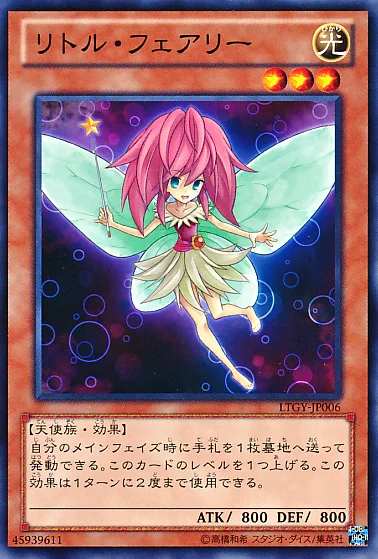 リトル・フェアリー
光
LTGY-JP006
【天使族・効果】
自分のメインフェイズ時に手札を1枚墓地へ送って
発動できる。このカードのレベルを1つ上げる。この
効果は1ターンに2度まで使用できる。
ATK/ 800 DEF/ 800
45939611
©高橋和希 スタジオ・ダイス/集英社